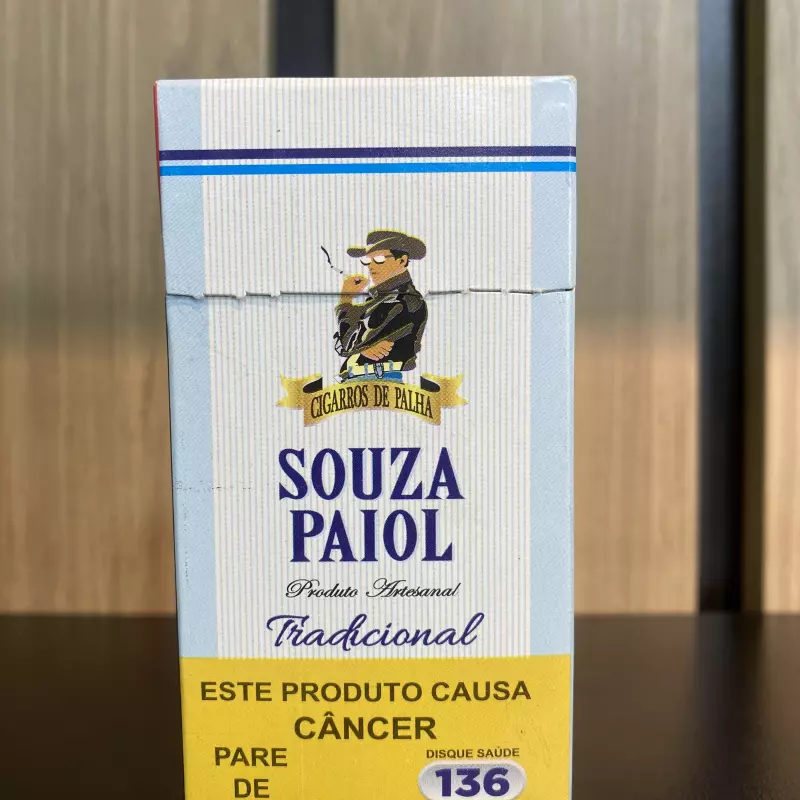 CIGARROS DE PALHA
SOUZA
PAIOL
Produto Artesanal
Tradicional
ESTE PRODUTO CAUSA
CÂNCER
PARE
DE
DISQUE SAÚDE
136